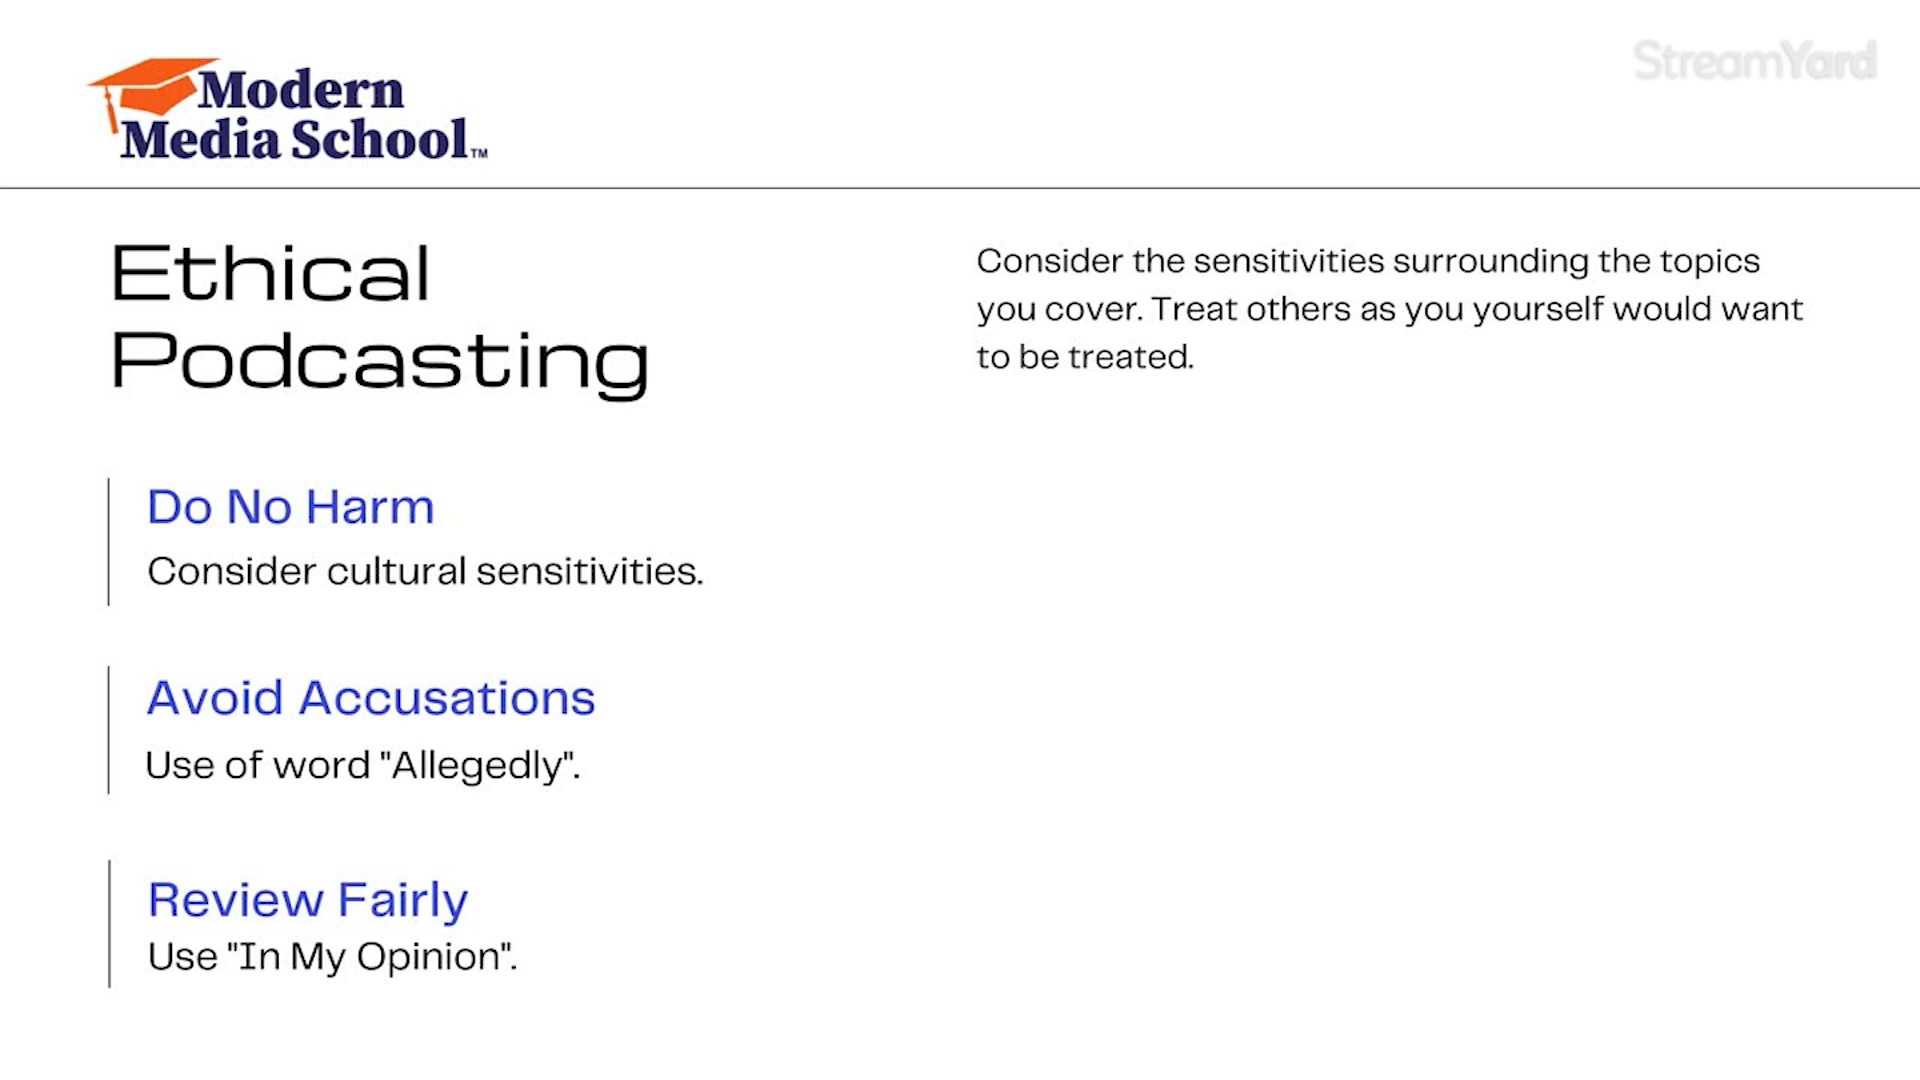 Modern
Media School™
StreamYard
Ethical
Podcasting
Consider the sensitivities surrounding the topics
you cover. Treat others as you yourself would want
to be treated.
Do No Harm
Consider cultural sensitivities.
Avoid Accusations
Use of word "Allegedly".
Review Fairly
Use "In My Opinion".